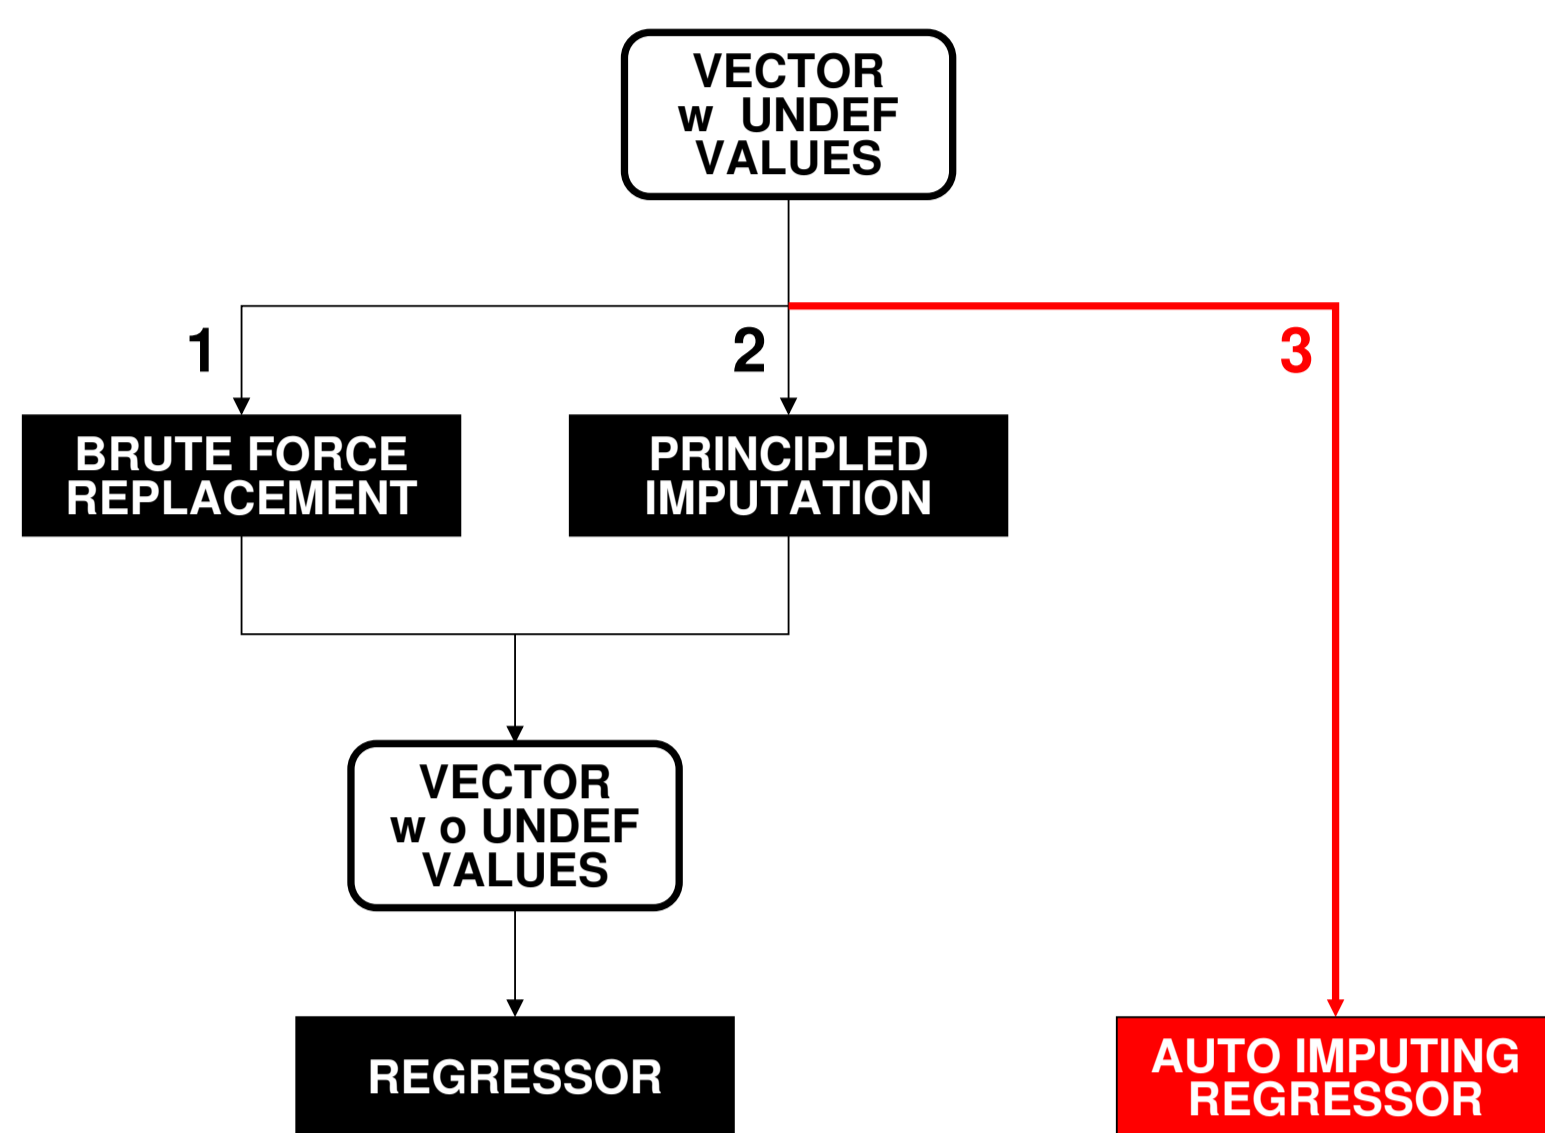 VECTOR
w UNDEF
VALUES
1
2
3
BRUTE FORCE
REPLACEMENT
PRINCIPLED
IMPUTATION
VECTOR
w o UNDEF
VALUES
REGRESSOR
AUTO IMPUTING
REGRESSOR